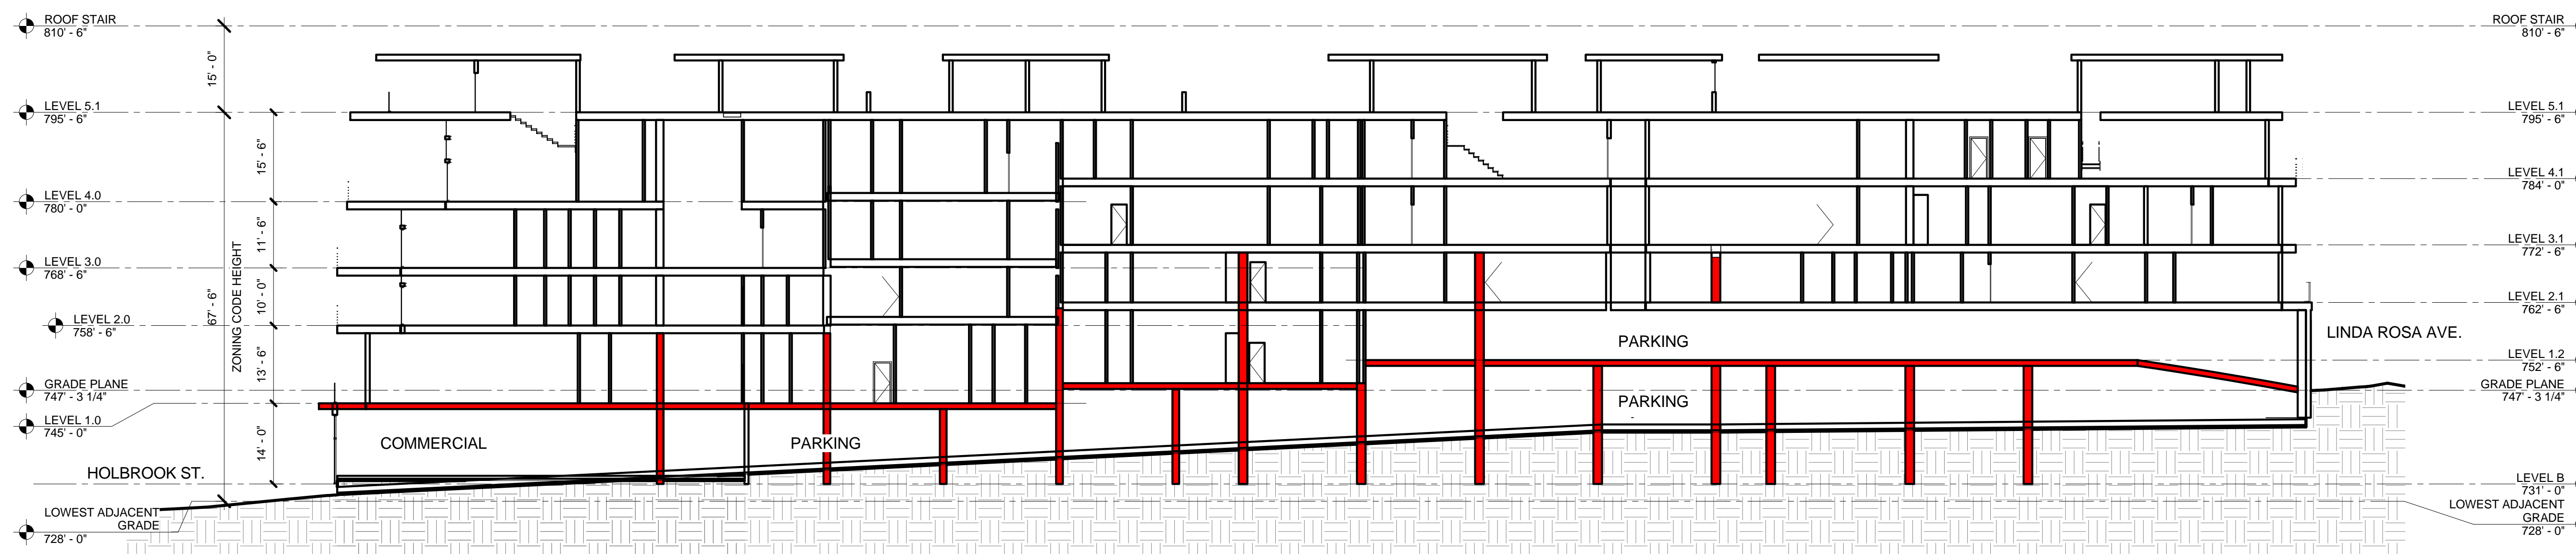 ROOF STAIR
810' - 6"
15' - 0"
LEVEL 5.1
795' - 6"
15' - 6"
LEVEL 4.0
780' - 0"
11' - 6"
ZONING CODE HEIGHT
67' - 6"
LEVEL 3.0
768' - 6"
10' - 0"
LEVEL 2.0
758' - 6"
13' - 6"
GRADE PLANE
747' - 3 1/4"
LEVEL 1.0
745' - 0"
14' - 0"
HOLBROOK ST.
LOWEST ADJACENT
GRADE
728' - 0"
COMMERCIAL
PARKING
PARKING
PARKING
LINDA ROSA AVE.
ROOF STAIR
810' - 6"
LEVEL 5.1
795' - 6"
LEVEL 4.1
784' - 0"
LEVEL 3.1
772' - 6"
LEVEL 2.1
762' - 6"
LEVEL 1.2
752' - 6"
GRADE PLANE
747' - 3 1/4"
LEVEL B
731' - 0"
LOWEST ADJACENT
GRADE
728' - 0"